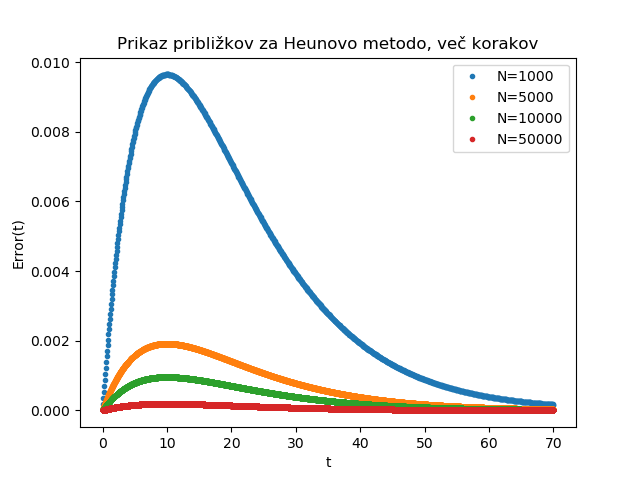 Prikaz približkov za Heunovo metodo, več korakov
N=1000
N=5000
N=10000
N=50000
0.010
0.008
0.006
0.004
0.002
0.000
Error(t)
0 10 20 30 40 50 60 70
t